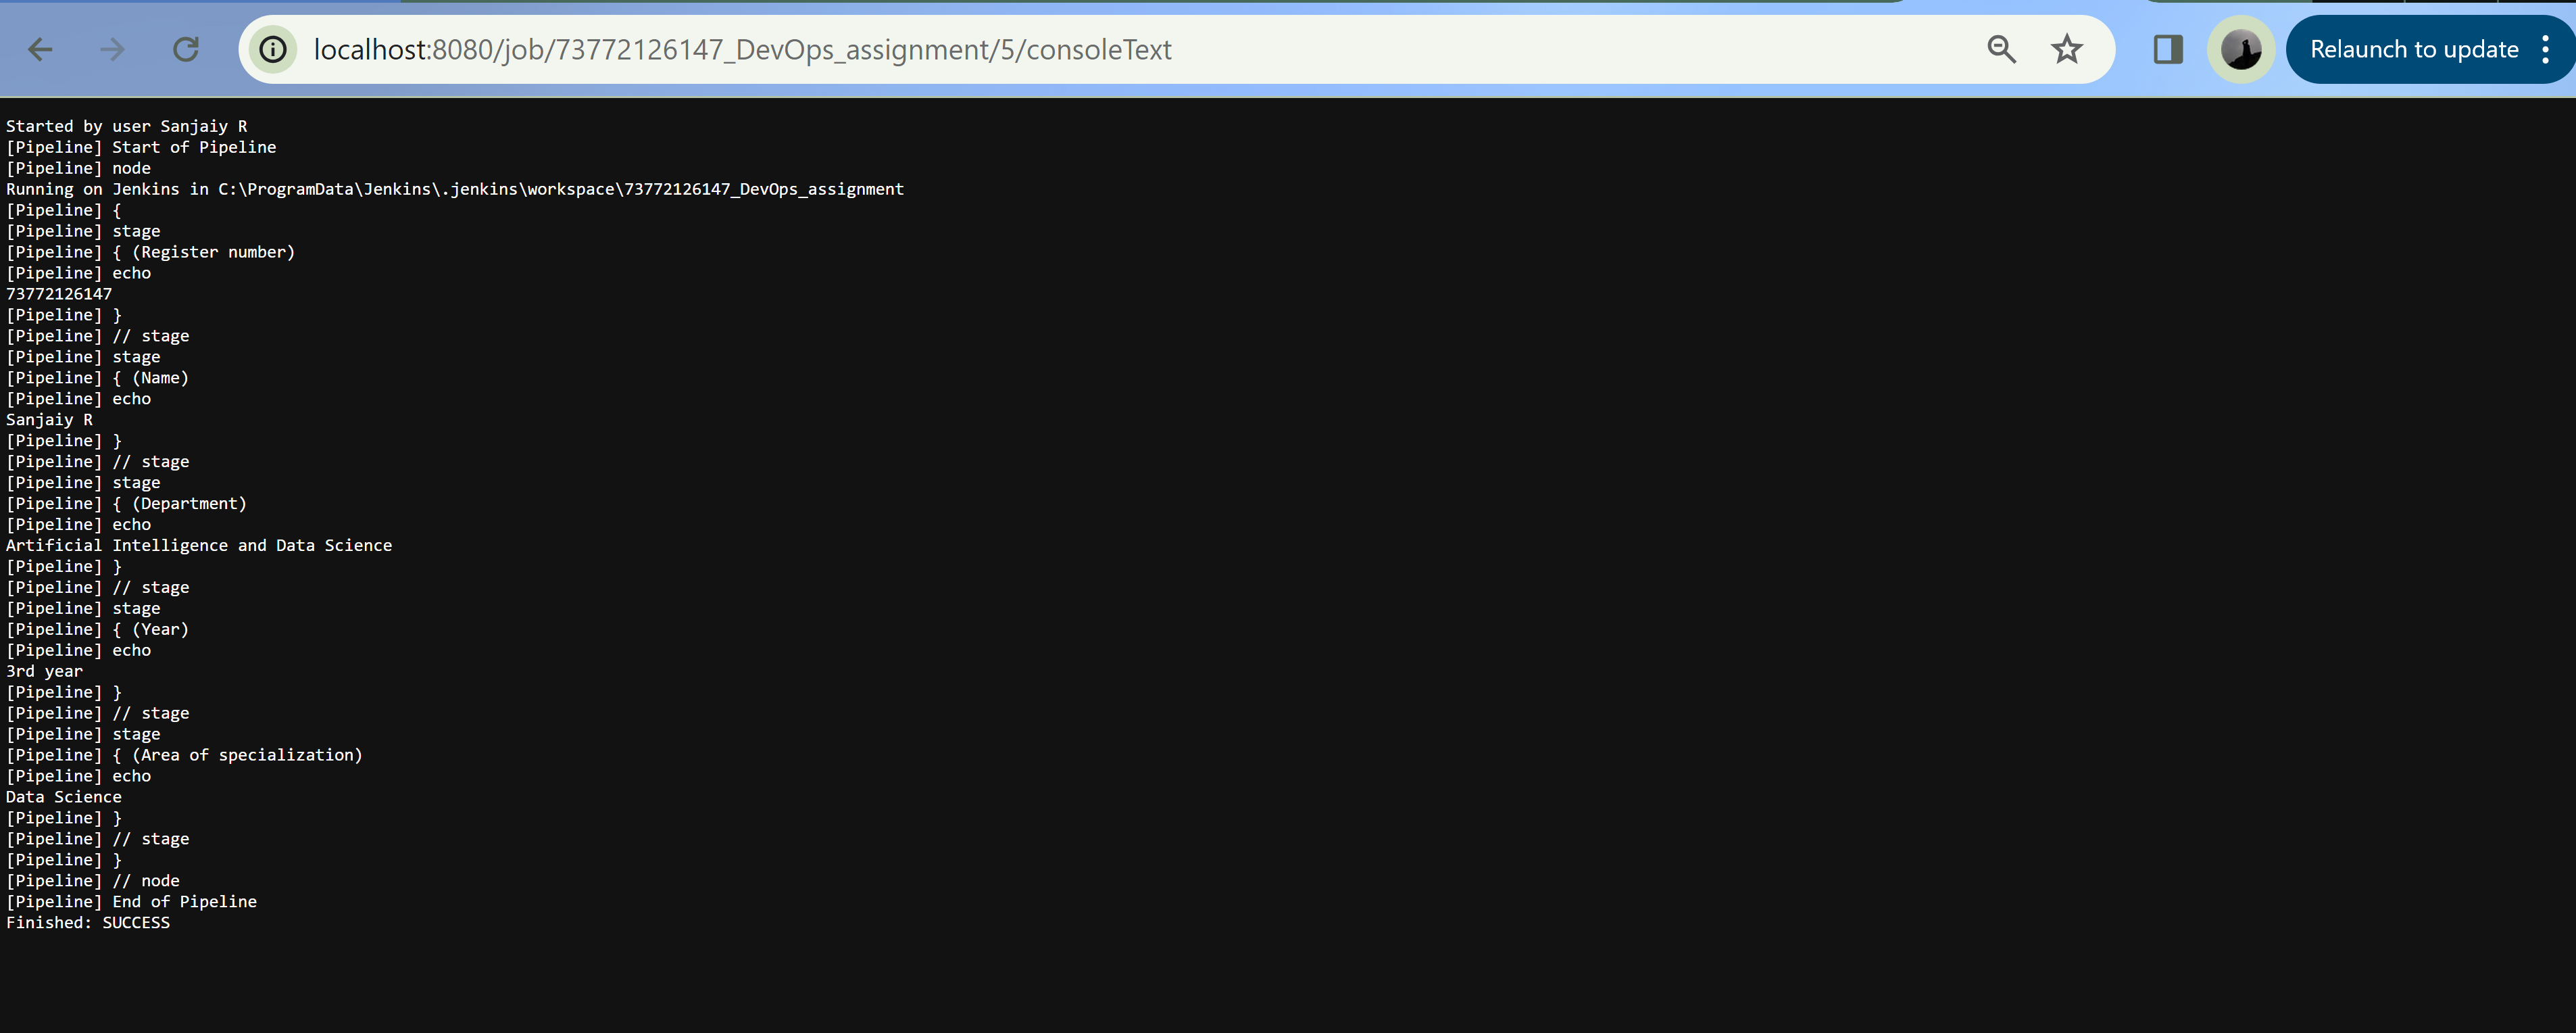 localhost:8080/job/73772126147_DevOps_assignment/5/consoleText
Relaunch to update
Started by user Sanjaiy R
[Pipeline] Start of Pipeline
[Pipeline] node
Running on Jenkins in C:\ProgramData\Jenkins\.jenkins\workspace\73772126147_DevOps_assignment
[Pipeline] {
[Pipeline] stage
[Pipeline] { (Register number)
[Pipeline] echo
73772126147
[Pipeline] }
[Pipeline] // stage
[Pipeline] stage
[Pipeline] { (Name)
[Pipeline] echo
Sanjaiy R
[Pipeline] }
[Pipeline] // stage
[Pipeline] stage
[Pipeline] { (Department)
[Pipeline] echo
Artificial Intelligence and Data Science
[Pipeline] }
[Pipeline] // stage
[Pipeline] stage
[Pipeline] { (Year)
[Pipeline] echo
3rd year
[Pipeline] }
[Pipeline] // stage
[Pipeline] stage
[Pipeline] { (Area of specialization)
[Pipeline] echo
Data Science
[Pipeline] }
[Pipeline] // stage
[Pipeline] }
[Pipeline] // node
[Pipeline] End of Pipeline
Finished: SUCCESS